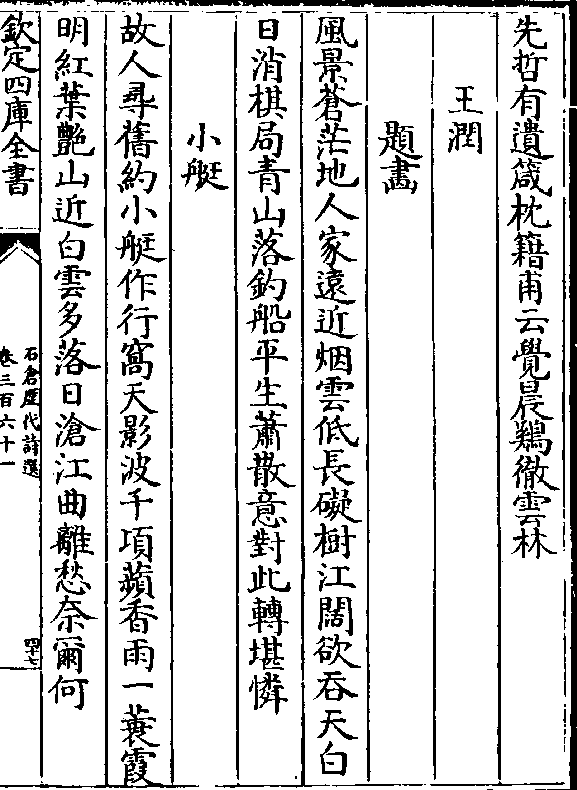 先哲有遺箴枕籍甫云覺晨鷄徹雲林
王潤
題畫
風景蒼茫地人家遠近烟雲低長礙樹江闊欲吞天白
日消棋局青山落釣船平生蕭散意對此轉堪憐
小艇
故人尋舊約小艇作行窩天影波千項蘋香雨一蓑霞
明紅葉艷山近白雲多落日滄江曲離愁奈爾何
欽定四庫全書
石倉歷代詩選
卷三百六十一
四十七